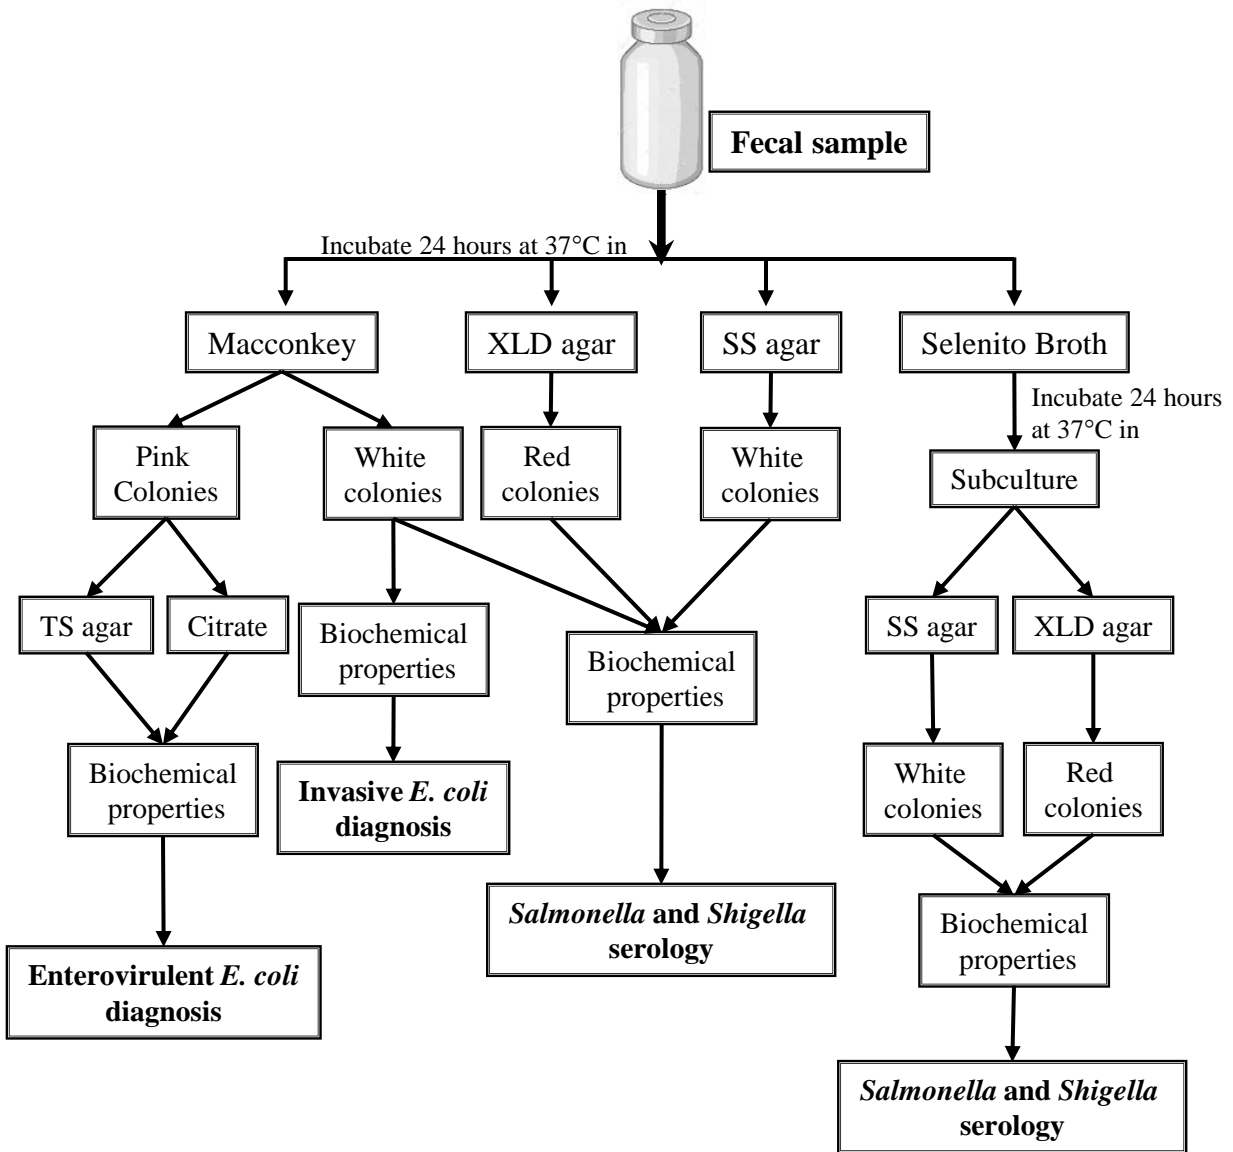 Fecal sample
Incubate 24 hours at 37°C in
Macconkey
XLD agar
SS agar
Selenito Broth
Incubate 24 hours
at 37°C in
Pink
Colonies
White
colonies
Red
colonies
White
colonies
Subculture
TS agar
Citrate
Biochemical
properties
Biochemical
properties
SS agar
XLD agar
Biochemical
properties
Invasive E. coli
diagnosis
White
colonies
Red
colonies
Salmonella and Shigella
serology
Biochemical
properties
Enterovirulent E. coli
diagnosis
Salmonella and Shigella
serology